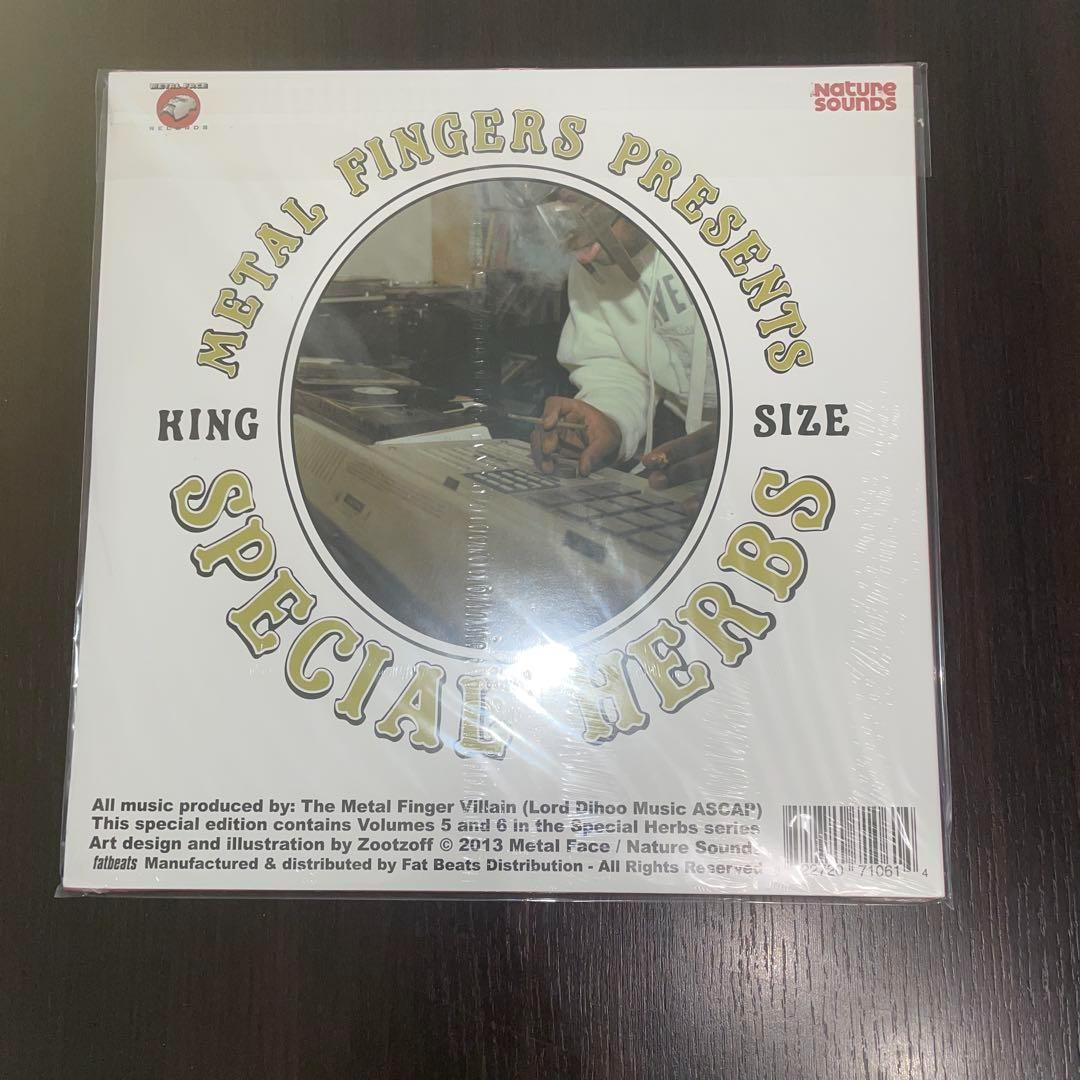 METAL FACE
RECORDS
NATURE
SOUNDS
METAL FINGERS PRESENTS
KING SIZE
SPECIAL HERBS
All music produced by: The Metal Finger Villain (Lord Dihoo Music ASCAP)
This special edition contains Volumes 5 and 6 in the Special Herbs series
Art design and illustration by Zootzoff © 2013 Metal Face / Nature Sounds
fatbeats Manufactured & distributed by Fat Beats Distribution - All Rights Reserved
22720 71061 4